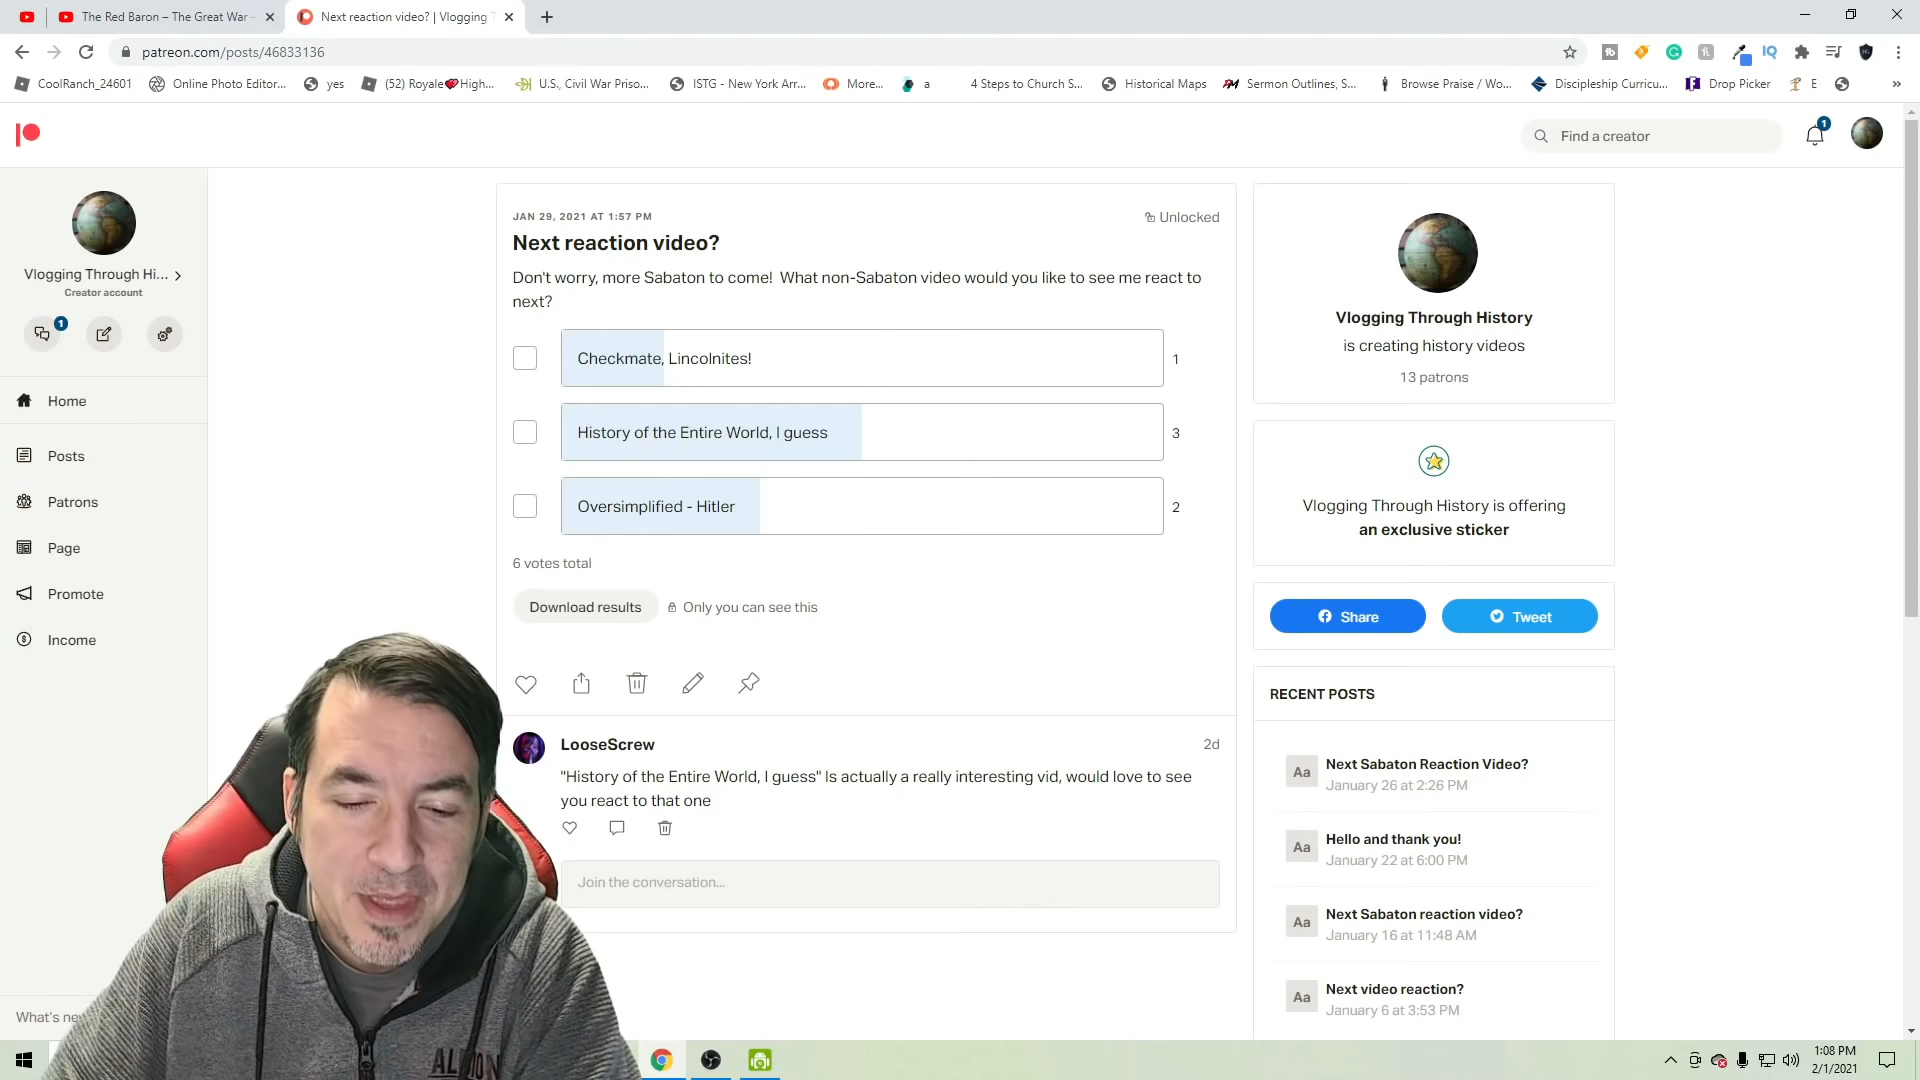 The Red Baron – The Great War -
Next reaction video? | Vlogging T
patreon.com/posts/46833136
CoolRanch_24601
Online Photo Editor...
yes
(52) Royale❤High...
U.S., Civil War Priso...
ISTG - New York Arr...
More...
a
4 Steps to Church S...
Historical Maps
Sermon Outlines, S...
Browse Praise / Wo...
Discipleship Curricu...
Drop Picker
E
Find a creator
1
Vlogging Through Hi...
Creator account
1
Home
Posts
Patrons
Page
Promote
Income
JAN 29, 2021 AT 1:57 PM
Unlocked
Next reaction video?
Don't worry, more Sabaton to come! What non-Sabaton video would you like to see me react to
next?
Checkmate, Lincolnites!
1
History of the Entire World, I guess
3
Oversimplified - Hitler
2
6 votes total
Download results
Only you can see this
LooseScrew
2d
"History of the Entire World, I guess" Is actually a really interesting vid, would love to see
you react to that one
Join the conversation...
Vlogging Through History
is creating history videos
13 patrons
Vlogging Through History is offering
an exclusive sticker
Share
Tweet
RECENT POSTS
Aa
Next Sabaton Reaction Video?
January 26 at 2:26 PM
Aa
Hello and thank you!
January 22 at 6:00 PM
Aa
Next Sabaton reaction video?
January 16 at 11:48 AM
Aa
Next video reaction?
January 6 at 3:53 PM
What's
1:08 PM
2/1/2021